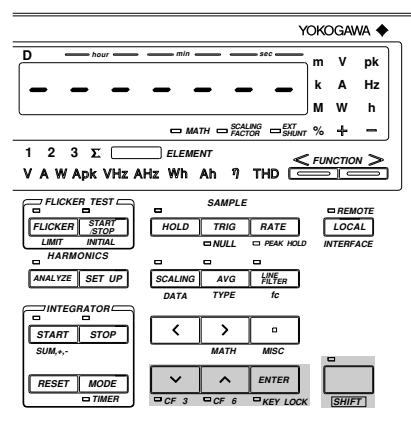 YOKOGAWA
D hour min sec m V pk
k A Hz
M W h
MATH SCALING FACTOR EXT SHUNT % + −
1 2 3 Σ ELEMENT
< FUNCTION >
V A W Apk VHz AHz Wh Ah η THD
FLICKER TEST SAMPLE REMOTE
FLICKER START /STOP HOLD TRIG RATE LOCAL
LIMIT INITIAL NULL PEAK HOLD INTERFACE
HARMONICS
ANALYZE SET UP SCALING AVG LINE FILTER
DATA TYPE fc
INTEGRATOR
START STOP < >
SUM,+,- MATH MISC
RESET MODE ENTER
TIMER CF 3 CF 6 KEY LOCK SHIFT